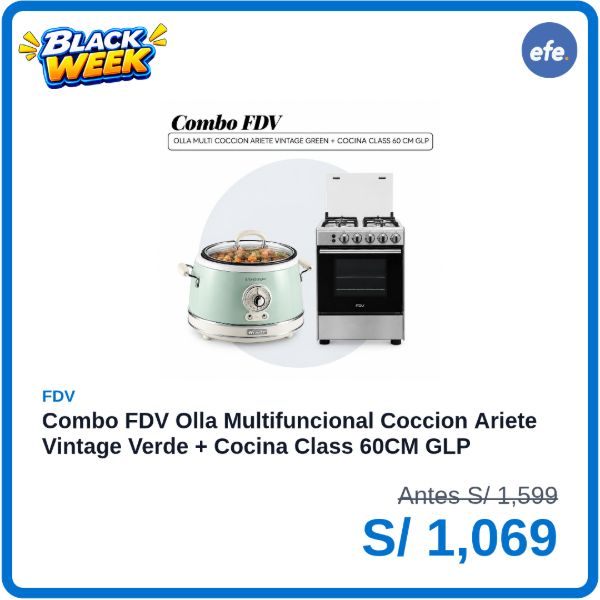 BLACK
WEEK
efe.
Combo FDV
OLLA MULTI COCCION ARIETE VINTAGE GREEN + COCINA CLASS 60 CM GLP
FDV
FDV
Combo FDV Olla Multifuncional Coccion Ariete
Vintage Verde + Cocina Class 60CM GLP
Antes S/ 1,599
S/ 1,069